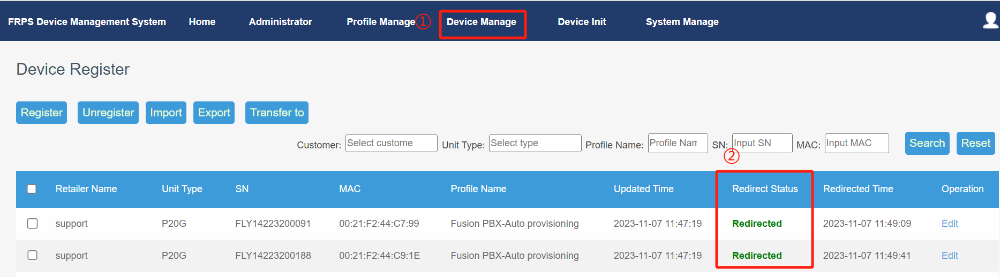 FRPS Device Management System Home Administrator Profile Manage ① Device Manage Device Init System Manage
Device Register
Register Unregister Import Export Transfer to
Customer: Select custome Unit Type: Select type Profile Name: Profile Nam SN: Input SN MAC: Input MAC Search Reset
②
Retailer Name Unit Type SN MAC Profile Name Updated Time Redirect Status Redirected Time Operation
support P20G FLY14223200091 00:21:F2:44:C7:99 Fusion PBX-Auto provisioning 2023-11-07 11:47:19 Redirected 2023-11-07 11:49:09 Edit
support P20G FLY14223200188 00:21:F2:44:C9:1E Fusion PBX-Auto provisioning 2023-11-07 11:47:19 Redirected 2023-11-07 11:49:41 Edit